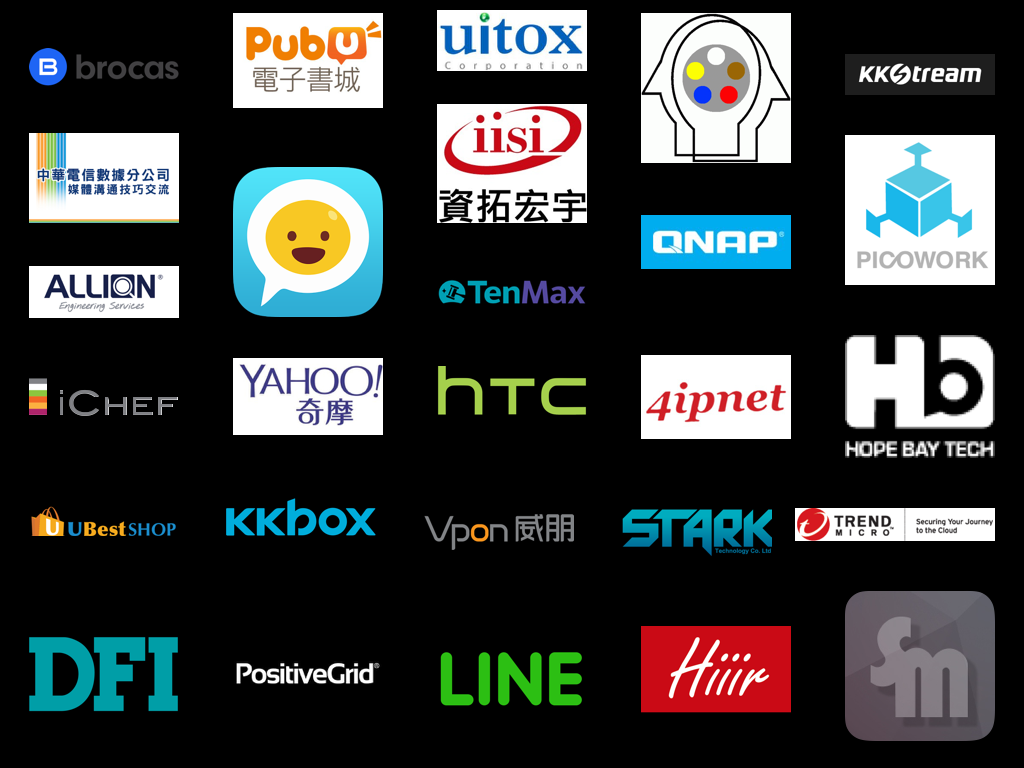 B brocas
PubU
電子書城
uitox
Corporation
KKStream
中華電信數據分公司
媒體溝通技巧交流
iisi
資拓宏宇
QNAP®
PICOWORK
ALLION®
Engineering Services
TenMax
iCHEF
YAHOO!
奇摩
hTC
4ipnet
Hb
HOPE BAY TECH
U UBestSHOP
KKBOX
Vpon 威朋
STARK
Technology Co. Ltd
TREND
MICRO™
Securing Your Journey
to the Cloud
DFI
PositiveGrid®
LINE
Hiiir
Sm